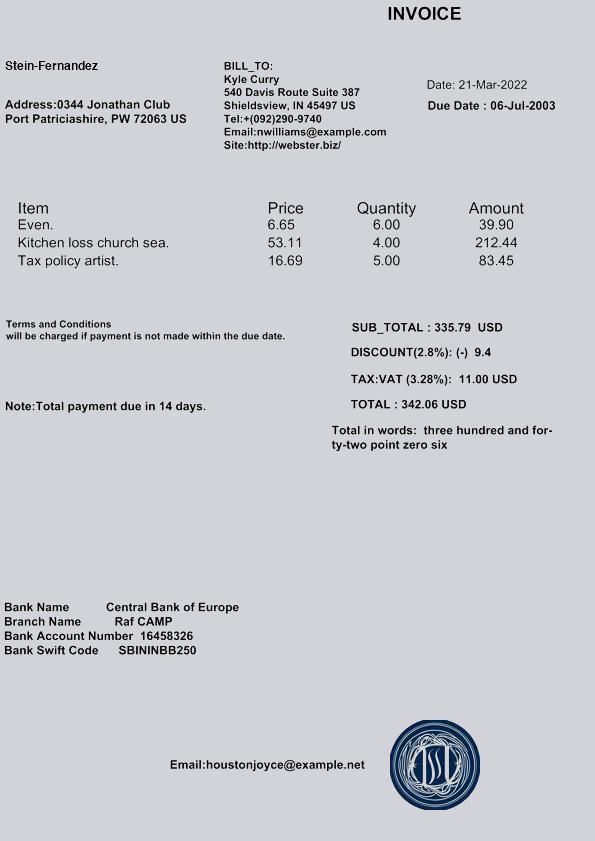 INVOICE
Stein-Fernandez
Address:0344 Jonathan Club
Port Patriciashire, PW 72063 US
BILL_TO:
Kyle Curry
540 Davis Route Suite 387
Shieldsview, IN 45497 US
Tel:+(092)290-9740
Email:nwilliams@example.com
Site:http://webster.biz/
Date: 21-Mar-2022
Due Date : 06-Jul-2003
Item Price Quantity Amount
Even. 6.65 6.00 39.90
Kitchen loss church sea. 53.11 4.00 212.44
Tax policy artist. 16.69 5.00 83.45
Terms and Conditions
will be charged if payment is not made within the due date.
Note:Total payment due in 14 days.
SUB_TOTAL : 335.79 USD
DISCOUNT(2.8%): (-) 9.4
TAX:VAT (3.28%): 11.00 USD
TOTAL : 342.06 USD
Total in words: three hundred and for-
ty-two point zero six
Bank Name Central Bank of Europe
Branch Name Raf CAMP
Bank Account Number 16458326
Bank Swift Code SBININBB250
Email:houstonjoyce@example.net